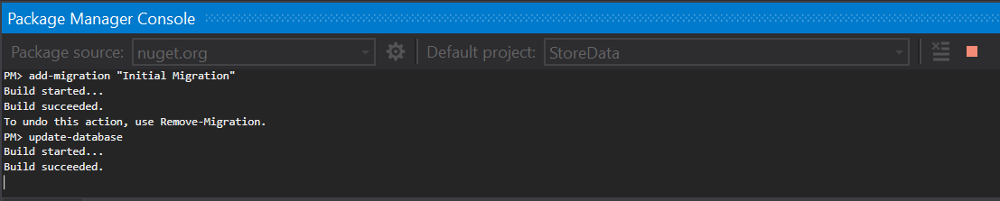 Package Manager Console
Package source: nuget.org Default project: StoreData
PM> add-migration "Initial Migration"
Build started...
Build succeeded.
To undo this action, use Remove-Migration.
PM> update-database
Build started...
Build succeeded.